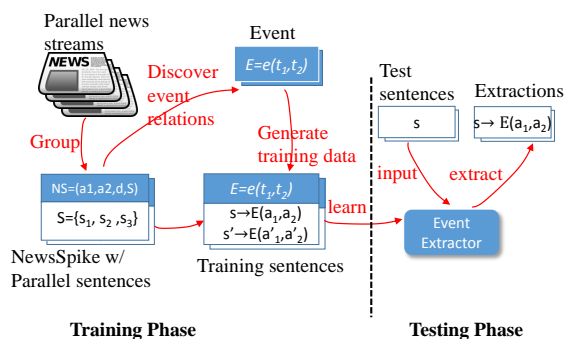 Parallel news
streams
NEWS
Group
Discover
event
relations
Event
E=e(t₁,t₂)
Generate
training data
NS=(a1,a2,d,S)
S={s₁, s₂ ,s₃}
NewsSpike w/
Parallel sentences
E=e(t₁,t₂)
s→E(a₁,a₂)
s'→E(a'₁,a'₂)
Training sentences
learn
Training Phase
Test
sentences
s
Extractions
s→ E(a₁,a₂)
input
extract
Event
Extractor
Testing Phase